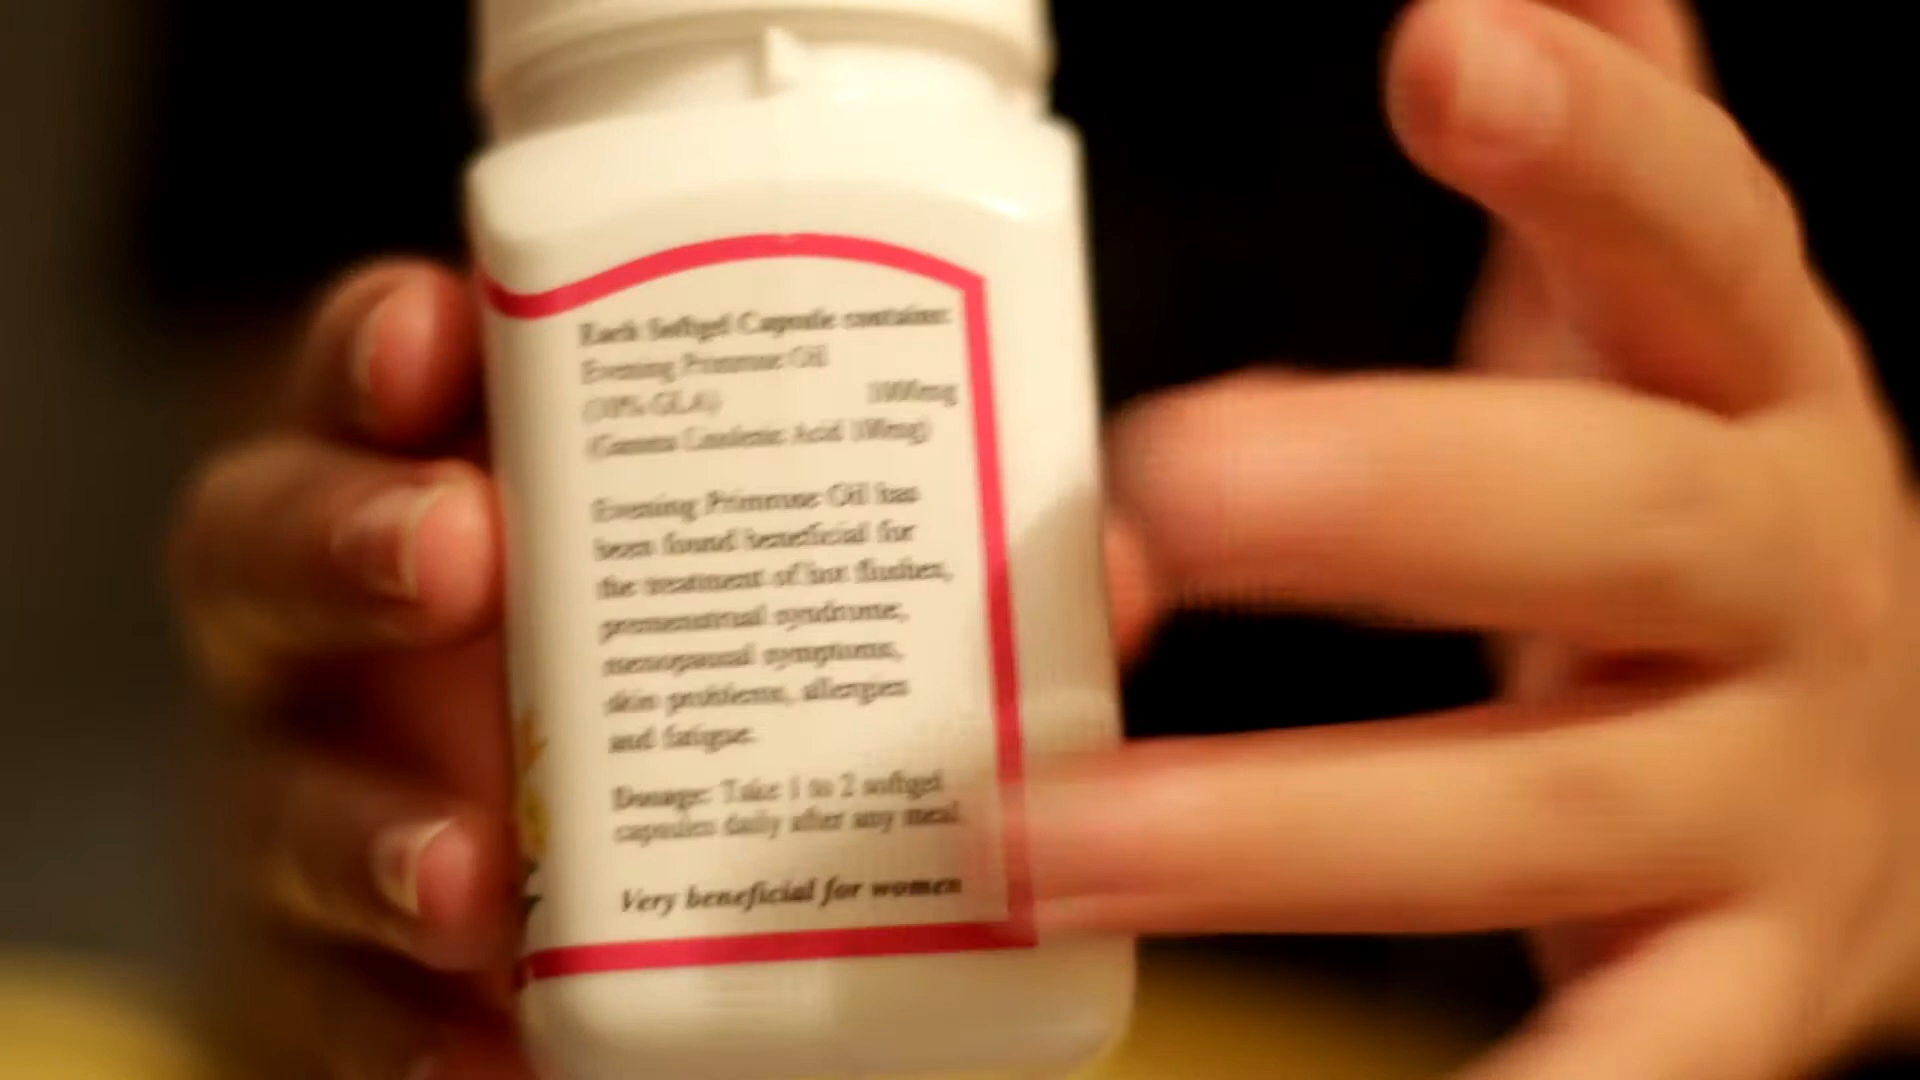 Each Softgel Capsule contains:
Evening Primrose Oil
(10% GLA) 1000mg
(Gamma Linolenic Acid 100mg)
Evening Primrose Oil has
been found beneficial for
the treatment of hot flushes,
premenstrual syndrome,
menopausal symptoms,
skin problems, allergies
and fatigue.
Dosage: Take 1 to 2 softgel
capsules daily after any meal.
Very beneficial for women